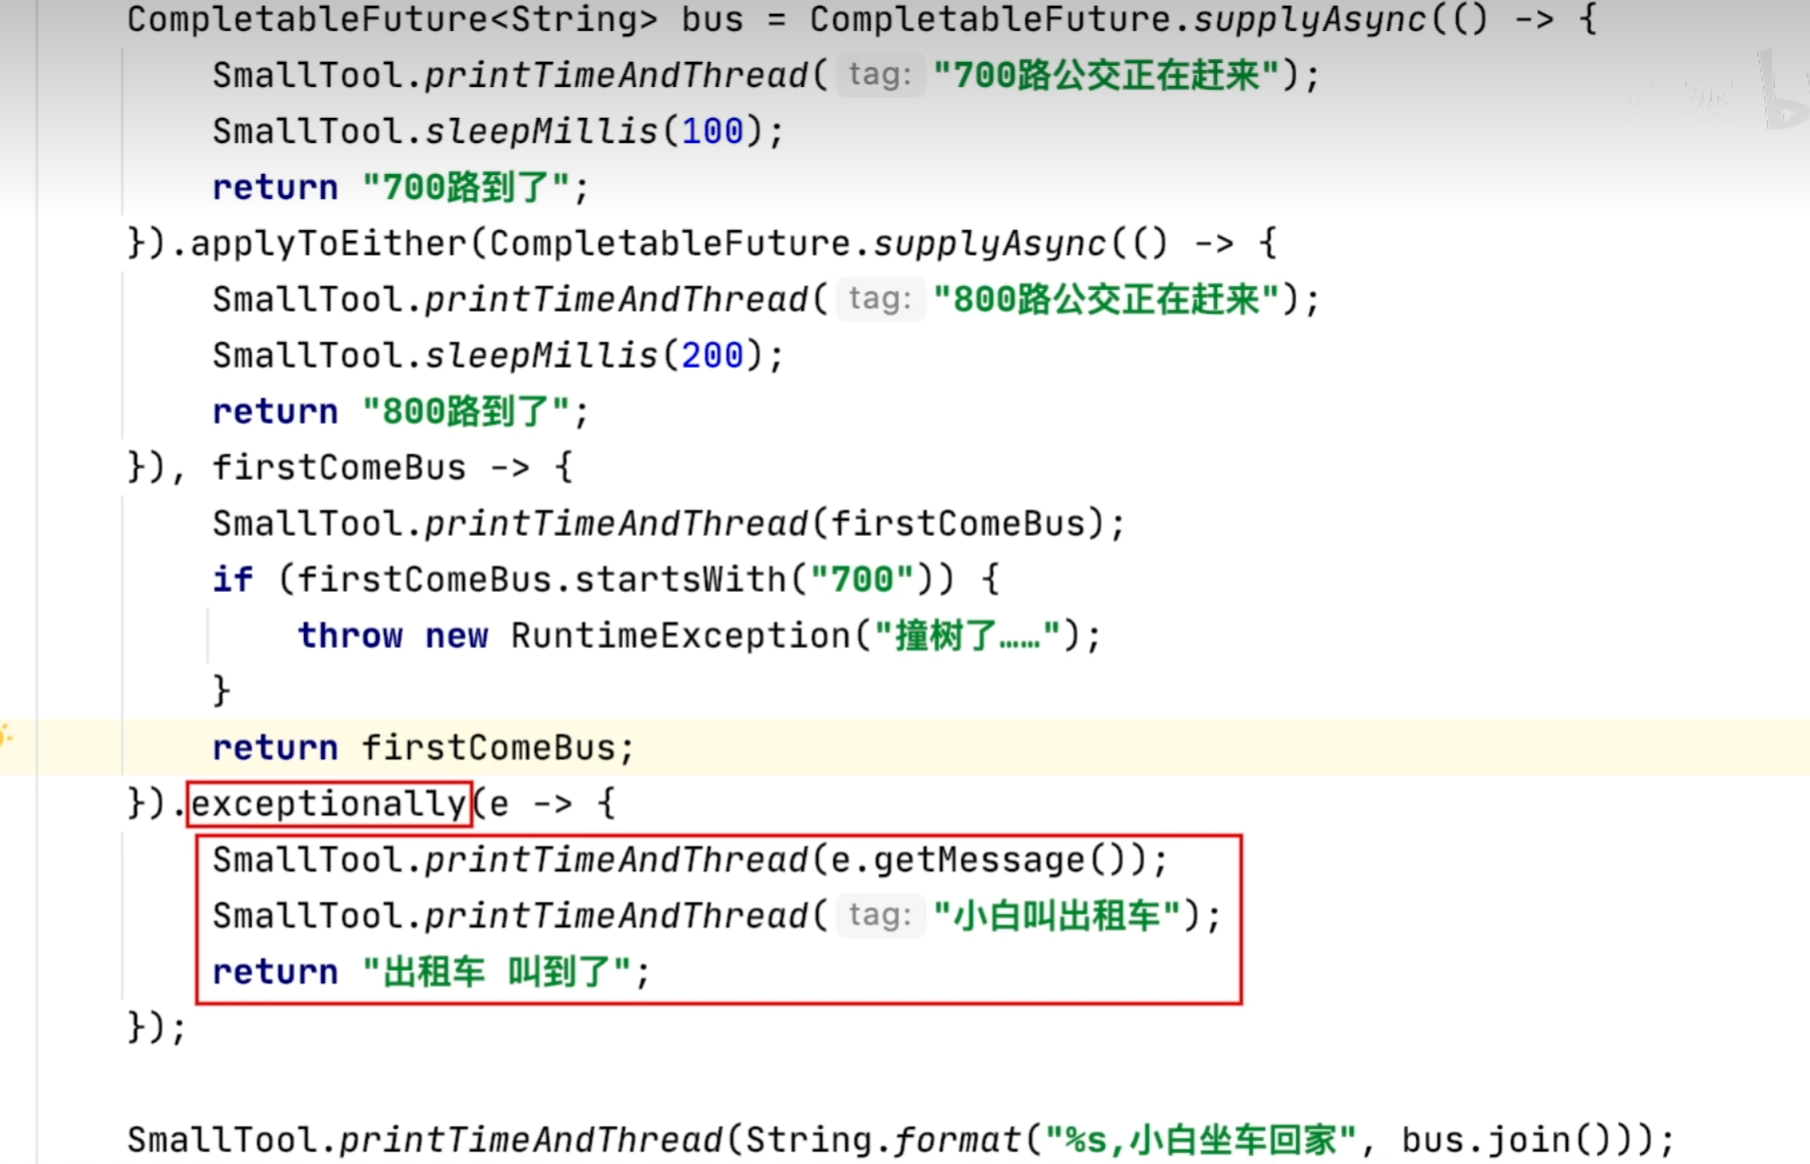 CompletableFuture<String> bus = CompletableFuture.supplyAsync(() -> {
SmallTool.printTimeAndThread( tag: "700路公交正在赶来");
SmallTool.sleepMillis(100);
return "700路到了";
}).applyToEither(CompletableFuture.supplyAsync(() -> {
SmallTool.printTimeAndThread( tag: "800路公交正在赶来");
SmallTool.sleepMillis(200);
return "800路到了";
}), firstComeBus -> {
SmallTool.printTimeAndThread(firstComeBus);
if (firstComeBus.startsWith("700")) {
throw new RuntimeException("撞树了……");
}
return firstComeBus;
}).exceptionally(e -> {
SmallTool.printTimeAndThread(e.getMessage());
SmallTool.printTimeAndThread( tag: "小白叫出租车");
return "出租车 叫到了";
});
SmallTool.printTimeAndThread(String.format("%s,小白坐车回家", bus.join()));